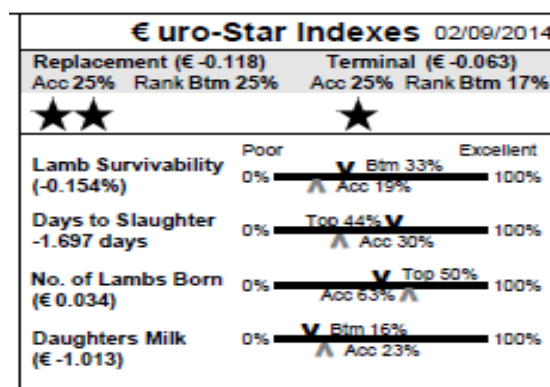 €uro-Star Indexes 02/09/2014
Replacement (€ -0.118) Terminal (€ -0.063)
Acc 25% Rank Btm 25% Acc 25% Rank Btm 17%
Poor Excellent
Lamb Survivability 0% Btm 33% 100%
(-0.154%) Acc 19%
Days to Slaughter 0% Top 44% 100%
-1.697 days Acc 30%
No. of Lambs Born 0% Top 50% 100%
(€ 0.034) Acc 63%
Daughters Milk 0% Btm 16% 100%
(€ -1.013) Acc 23%